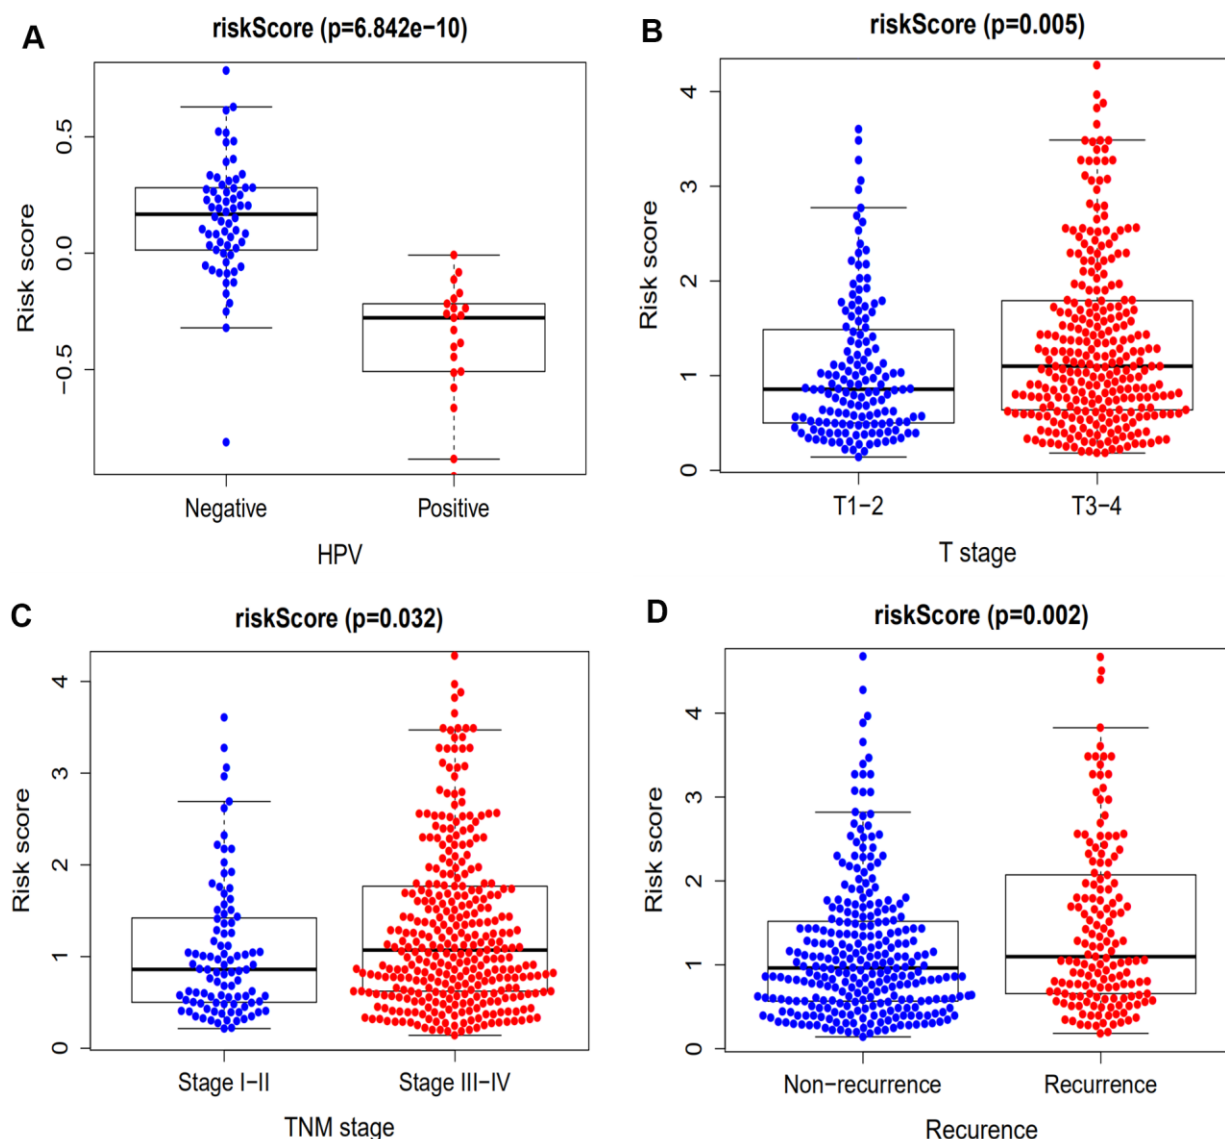 A
riskScore (p=6.842e−10)
Risk score
0.5
0.0
−0.5
Negative
Positive
HPV
B
riskScore (p=0.005)
Risk score
4
3
2
1
0
T1−2
T3−4
T stage
C
riskScore (p=0.032)
Risk score
4
3
2
1
0
Stage I−II
Stage III−IV
TNM stage
D
riskScore (p=0.002)
Risk score
4
3
2
1
0
Non−recurrence
Recurrence
Recurence